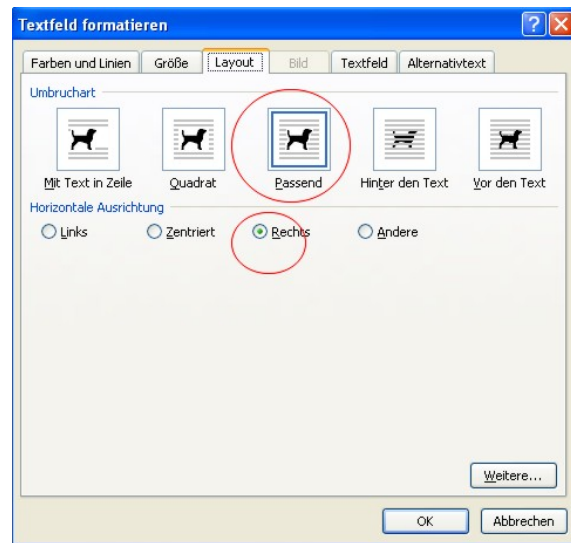 Textfeld formatieren
Farben und Linien Größe Layout Bild Textfeld Alternativtext
Umbruchart
Mit Text in Zeile Quadrat Passend Hinter den Text Vor den Text
Horizontale Ausrichtung
Links Zentriert Rechts Andere
Weitere...
OK Abbrechen